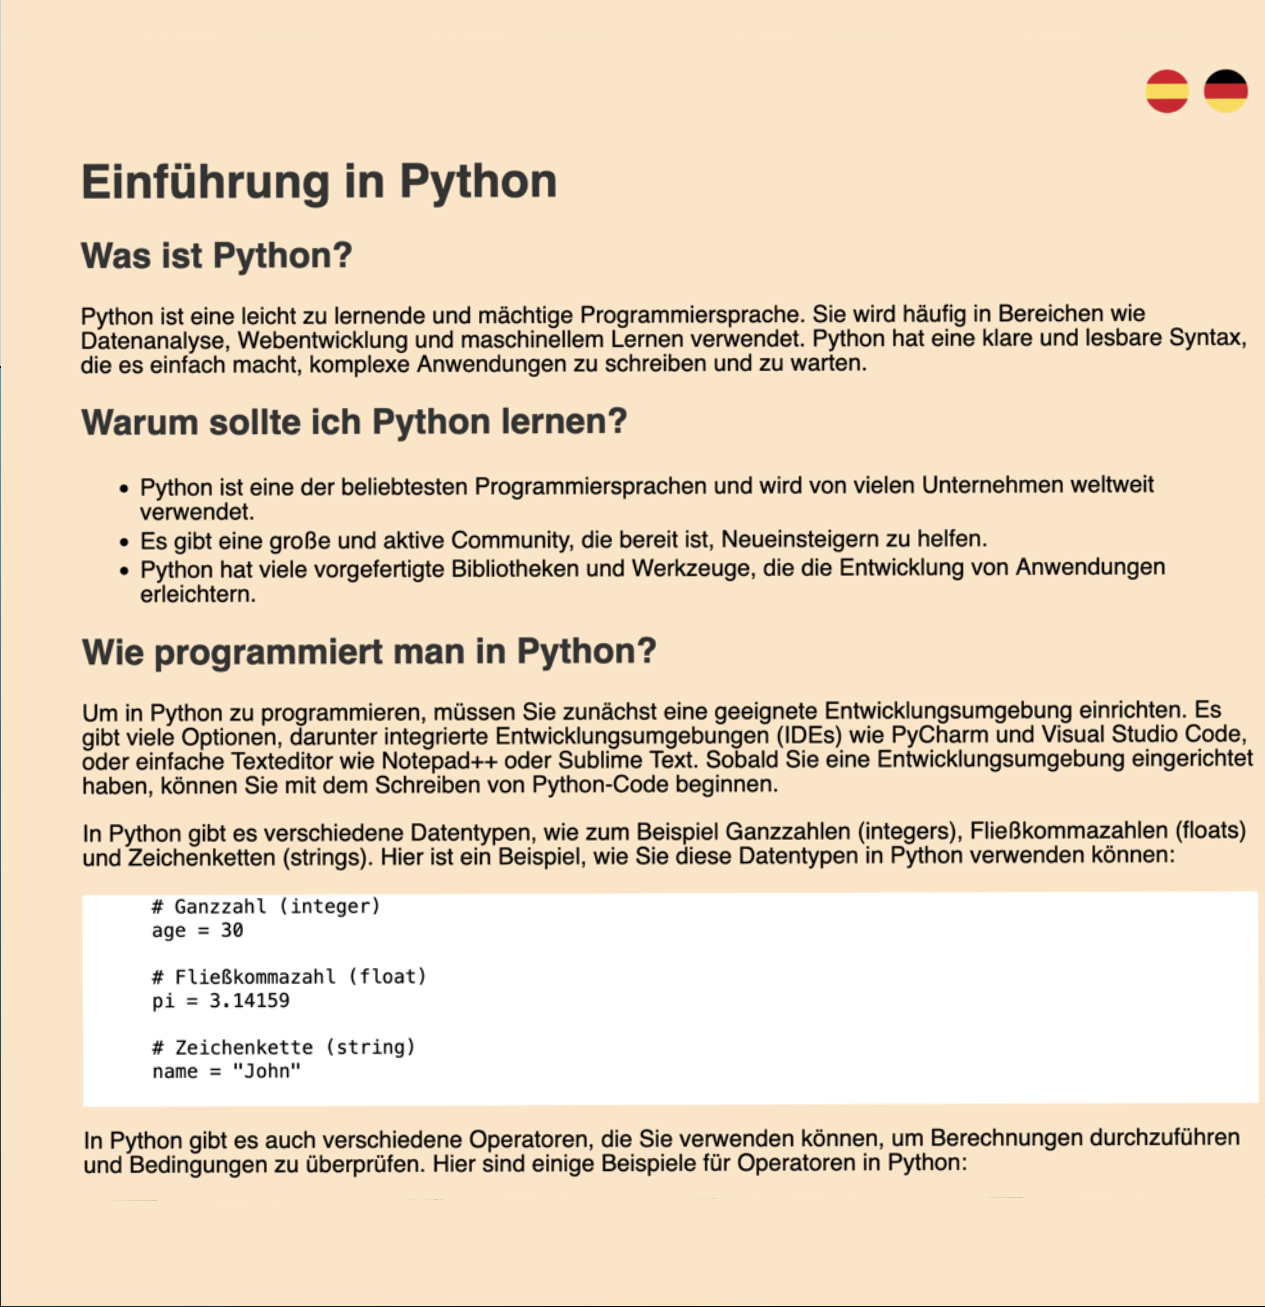 Einführung in Python
Was ist Python?
Python ist eine leicht zu lernende und mächtige Programmiersprache. Sie wird häufig in Bereichen wie
Datenanalyse, Webentwicklung und maschinellem Lernen verwendet. Python hat eine klare und lesbare Syntax,
die es einfach macht, komplexe Anwendungen zu schreiben und zu warten.
Warum sollte ich Python lernen?
• Python ist eine der beliebtesten Programmiersprachen und wird von vielen Unternehmen weltweit
verwendet.
• Es gibt eine große und aktive Community, die bereit ist, Neueinsteigern zu helfen.
• Python hat viele vorgefertigte Bibliotheken und Werkzeuge, die die Entwicklung von Anwendungen
erleichtern.
Wie programmiert man in Python?
Um in Python zu programmieren, müssen Sie zunächst eine geeignete Entwicklungsumgebung einrichten. Es
gibt viele Optionen, darunter integrierte Entwicklungsumgebungen (IDEs) wie PyCharm und Visual Studio Code,
oder einfache Texteditor wie Notepad++ oder Sublime Text. Sobald Sie eine Entwicklungsumgebung eingerichtet
haben, können Sie mit dem Schreiben von Python-Code beginnen.
In Python gibt es verschiedene Datentypen, wie zum Beispiel Ganzzahlen (integers), Fließkommazahlen (floats)
und Zeichenketten (strings). Hier ist ein Beispiel, wie Sie diese Datentypen in Python verwenden können:
# Ganzzahl (integer)
age = 30
# Fließkommazahl (float)
pi = 3.14159
# Zeichenkette (string)
name = "John"
In Python gibt es auch verschiedene Operatoren, die Sie verwenden können, um Berechnungen durchzuführen
und Bedingungen zu überprüfen. Hier sind einige Beispiele für Operatoren in Python: